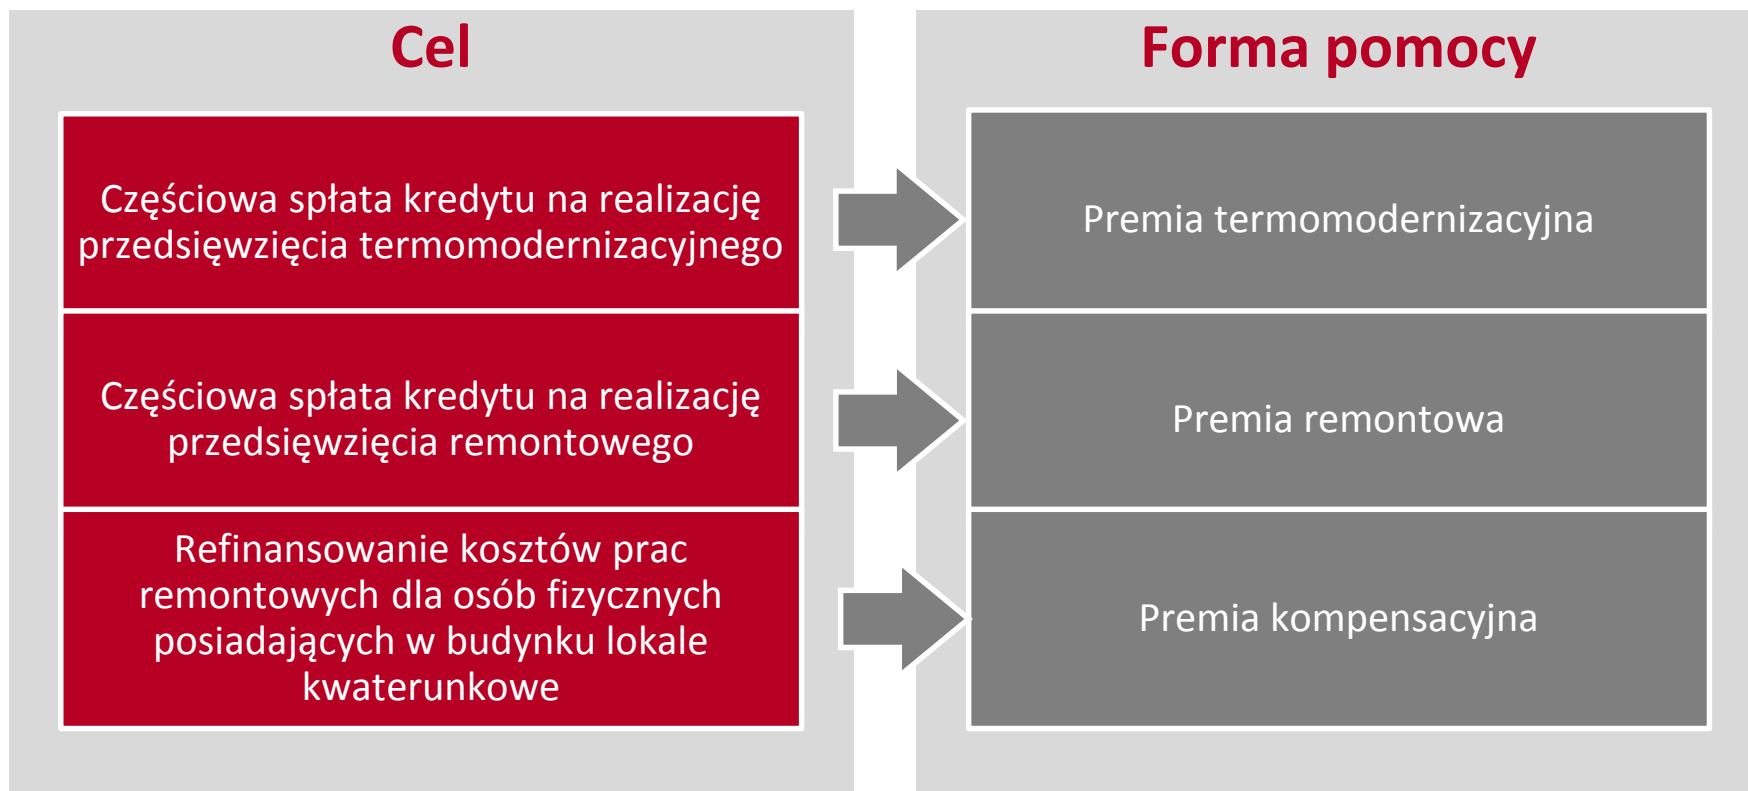 Cel
Forma pomocy
Częściowa spłata kredytu na realizację
przedsięwzięcia termomodernizacyjnego
Premia termomodernizacyjna
Częściowa spłata kredytu na realizację
przedsięwzięcia remontowego
Premia remontowa
Refinansowanie kosztów prac
remontowych dla osób fizycznych
posiadających w budynku lokale
kwaterunkowe
Premia kompensacyjna